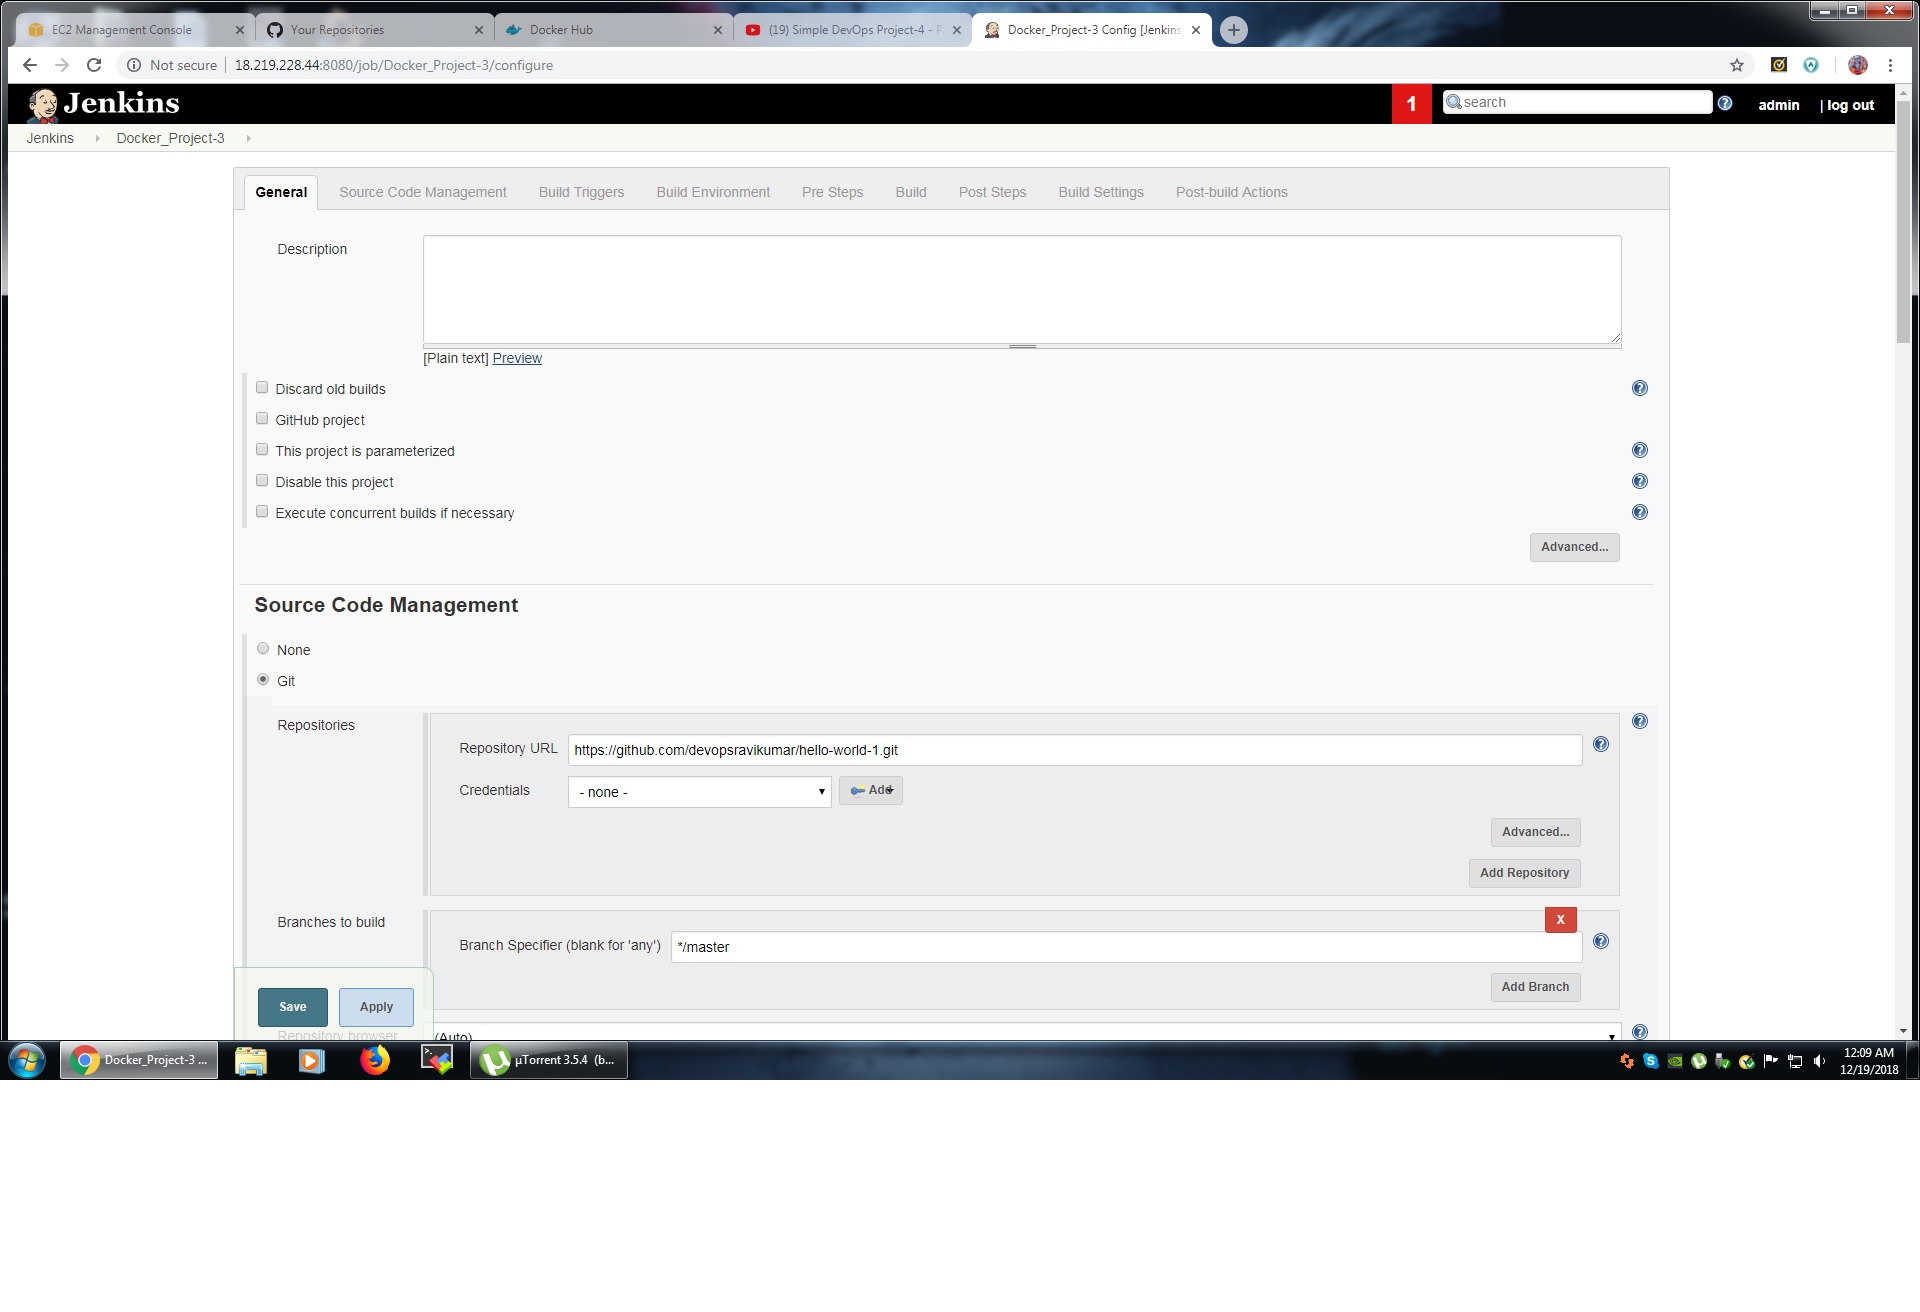 EC2 Management Console
Your Repositories
Docker Hub
(19) Simple DevOps Project-4 - P
Docker_Project-3 Config [Jenkins
Not secure
18.219.228.44:8080/job/Docker_Project-3/configure
Jenkins
1
search
admin
| log out
Jenkins
Docker_Project-3
General
Source Code Management
Build Triggers
Build Environment
Pre Steps
Build
Post Steps
Build Settings
Post-build Actions
Description
[Plain text] Preview
Discard old builds
GitHub project
This project is parameterized
Disable this project
Execute concurrent builds if necessary
Advanced...
Source Code Management
None
Git
Repositories
Repository URL
https://github.com/devopsravikumar/hello-world-1.git
Credentials
- none -
Add
Advanced...
Add Repository
Branches to build
X
Branch Specifier (blank for 'any')
*/master
Add Branch
Save
Apply
Repository browser
(Auto)
Docker_Project-3 ...
µTorrent 3.5.4 (b...
12:09 AM
12/19/2018